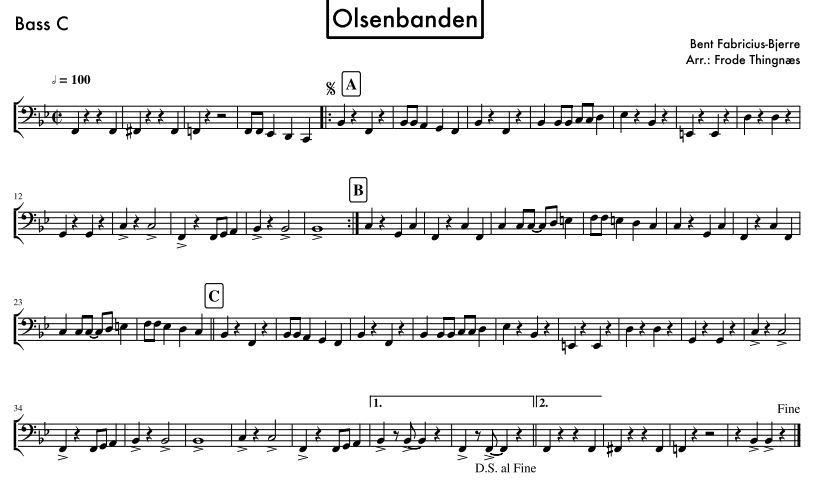 Olsenbanden
Bass C
Bent Fabricius-Bjerre
Arr.: Frode Thingnæs
𝅗𝅥 = 100
A
12
B
23
C
34
1.
2.
Fine
D.S. al Fine